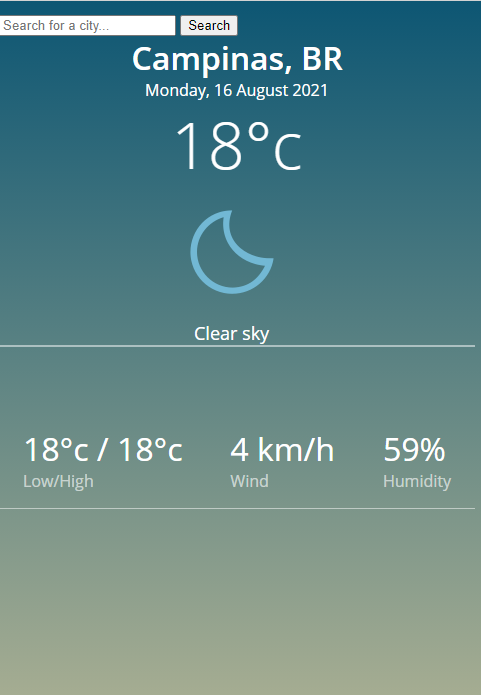 Search for a city... Search
Campinas, BR
Monday, 16 August 2021
18°c
Clear sky
18°c / 18°c 4 km/h 59%
Low/High Wind Humidity